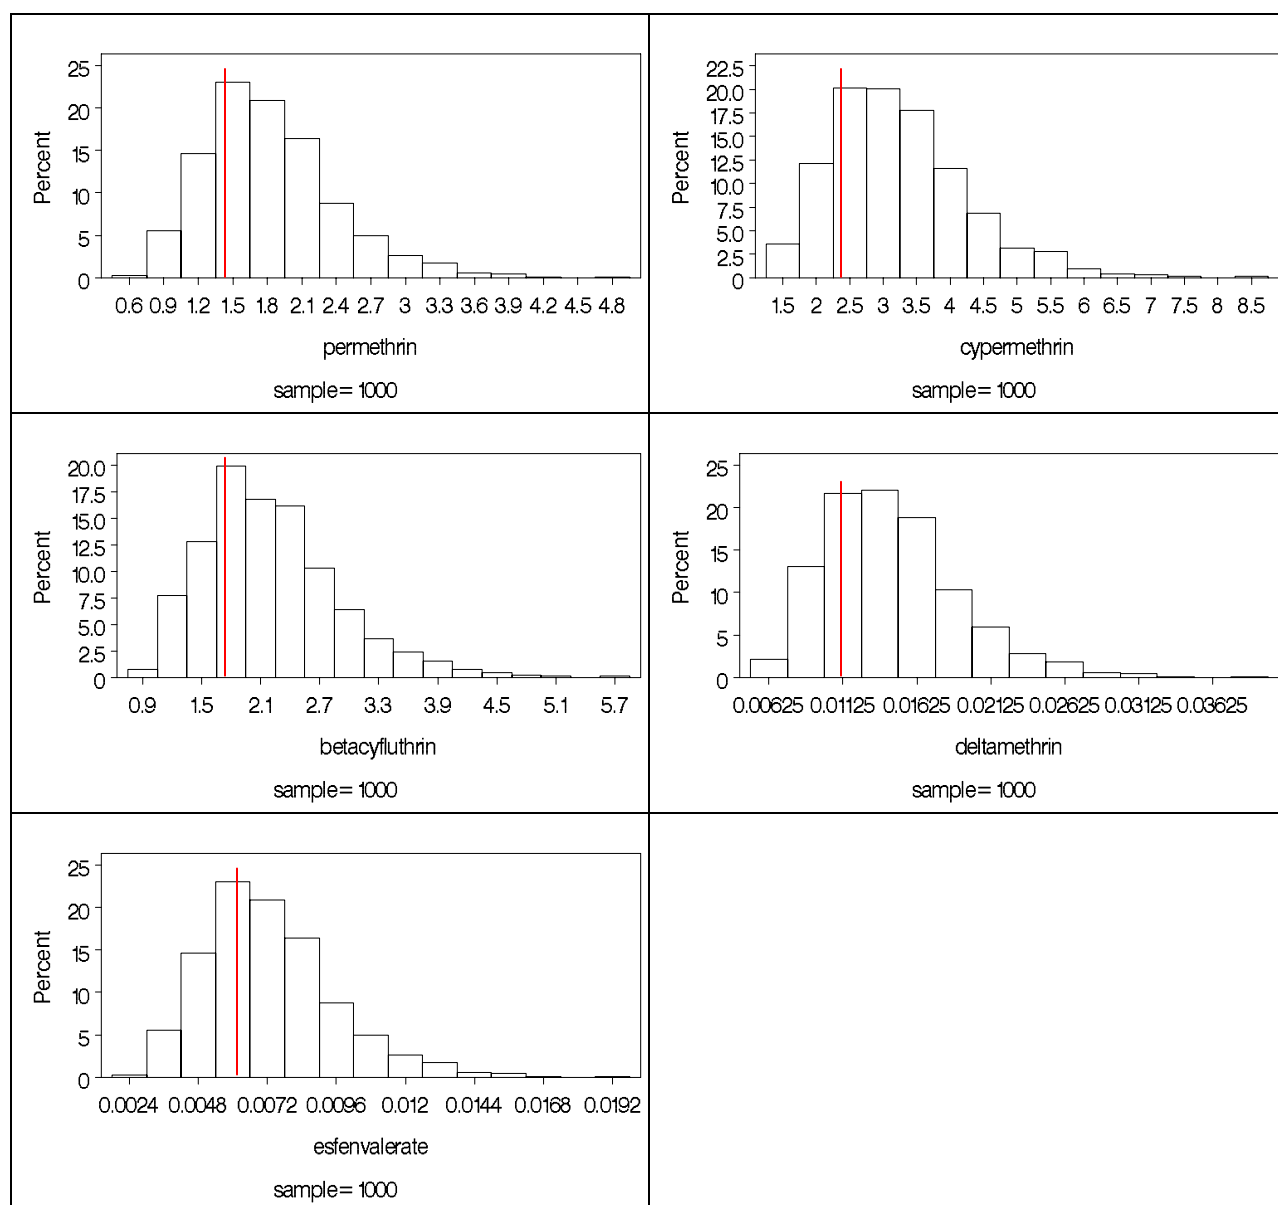 25
20
15
10
5
0
Percent
0.6 0.9 1.2 1.5 1.8 2.1 2.4 2.7 3 3.3 3.6 3.9 4.2 4.5 4.8
permethrin
sample= 1000
22.5
20.0
17.5
15.0
12.5
10.0
7.5
5.0
2.5
0
Percent
1.5 2 2.5 3 3.5 4 4.5 5 5.5 6 6.5 7 7.5 8 8.5
cypermethrin
sample= 1000
20.0
17.5
15.0
12.5
10.0
7.5
5.0
2.5
0
Percent
0.9 1.5 2.1 2.7 3.3 3.9 4.5 5.1 5.7
betacyfluthrin
sample= 1000
25
20
15
10
5
0
Percent
0.00625 0.01125 0.01625 0.02125 0.02625 0.03125 0.03625
deltamethrin
sample= 1000
25
20
15
10
5
0
Percent
0.0024 0.0048 0.0072 0.0096 0.012 0.0144 0.0168 0.0192
esfenvalerate
sample= 1000